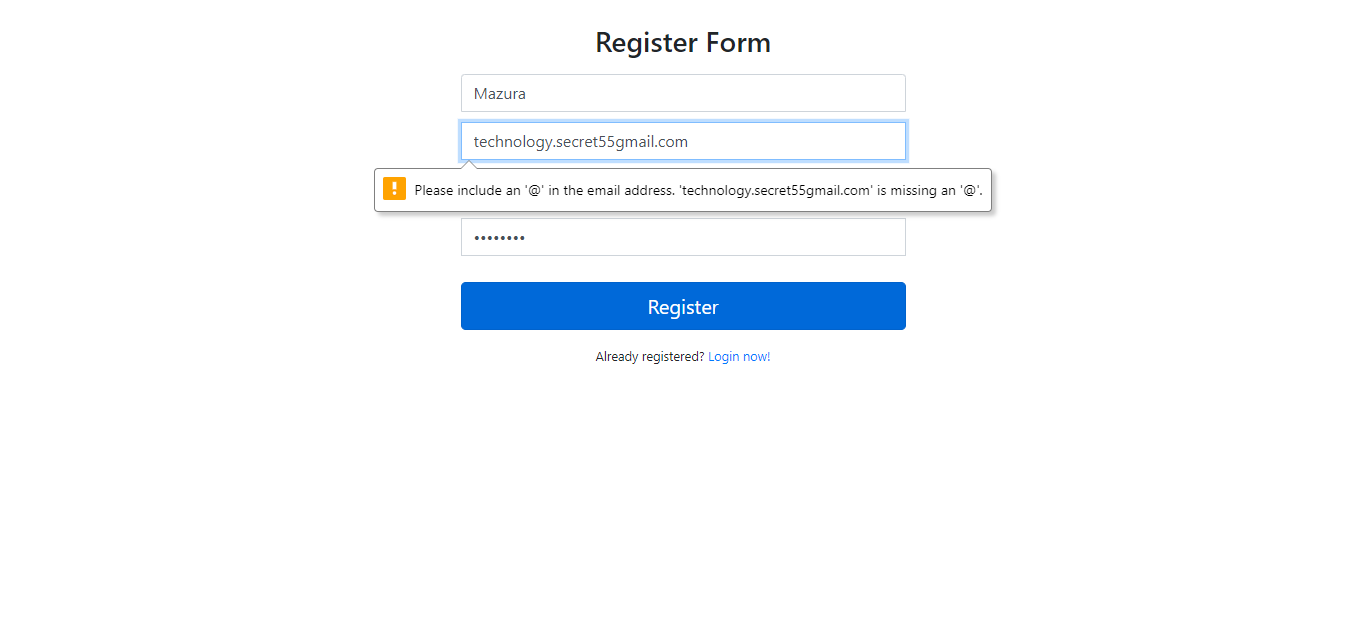 Register Form
Mazura
technology.secret55gmail.com
! Please include an '@' in the email address. 'technology.secret55gmail.com' is missing an '@'.
••••••••
Register
Already registered? Login now!